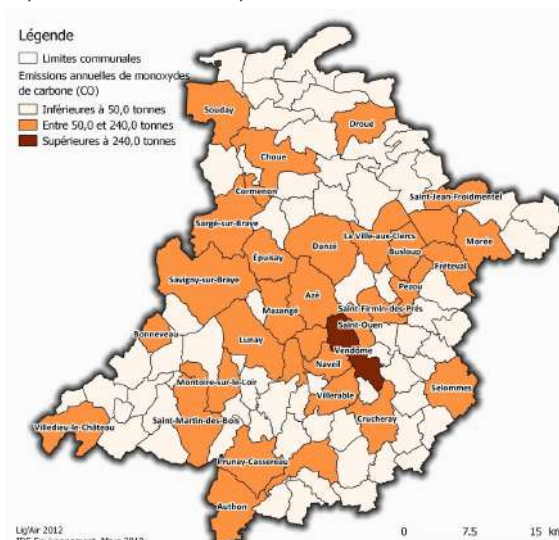 Légende
Limites communales
Emissions annuelles de monoxyde
de carbone (CO)
Inférieures à 50,0 tonnes
Entre 50,0 et 240,0 tonnes
Supérieures à 240,0 tonnes
Souday
Droué
Choue
Cormenon
Saint-Jean-Froidmentel
Sargé-sur-Braye
La Ville-aux-Clercs
Danzé
Morée
Busloup
Épuisay
Fréteval
Savigny-sur-Braye
Pezou
Azé
Mazangé
Saint-Firmin-des-Prés
Saint-Ouen
Bonneveau
Lunay
Vendôme
Naveil
Montoire-sur-le-Loir
Selommes
Villerable
Saint-Martin-des-Bois
Crucheray
Villedieu-le-Château
Prunay-Cassereau
Authon
Lig'Air 2012
0 7.5 15 km